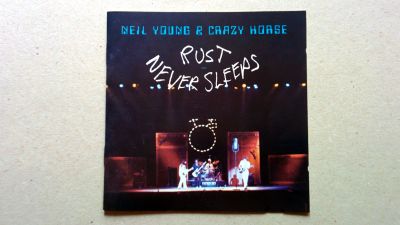 NEIL YOUNG & CRAZY HORSE
RUST
NEVER SLEEPS